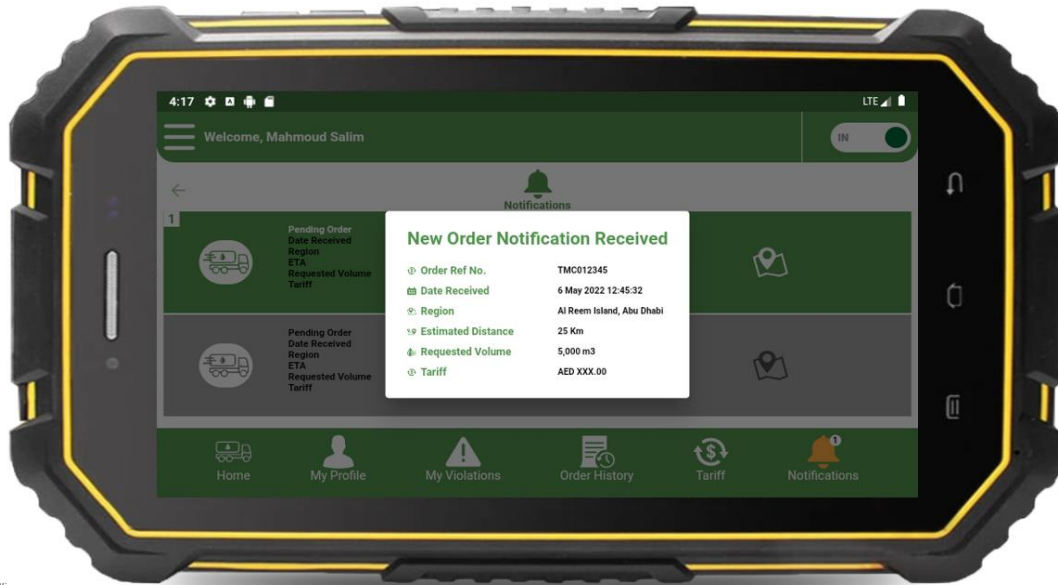 4:17
LTE
Welcome, Mahmoud Salim
IN
Notifications
1
Pending Order
Date Received
Region
ETA
Requested Volume
Tariff
New Order Notification Received
Order Ref No. TMC012345
Date Received 6 May 2022 12:45:32
Region Al Reem Island, Abu Dhabi
Estimated Distance 25 Km
Requested Volume 5,000 m3
Tariff AED XXX.00
Pending Order
Date Received
Region
ETA
Requested Volume
Tariff
Home
My Profile
My Violations
Order History
Tariff
1
Notifications